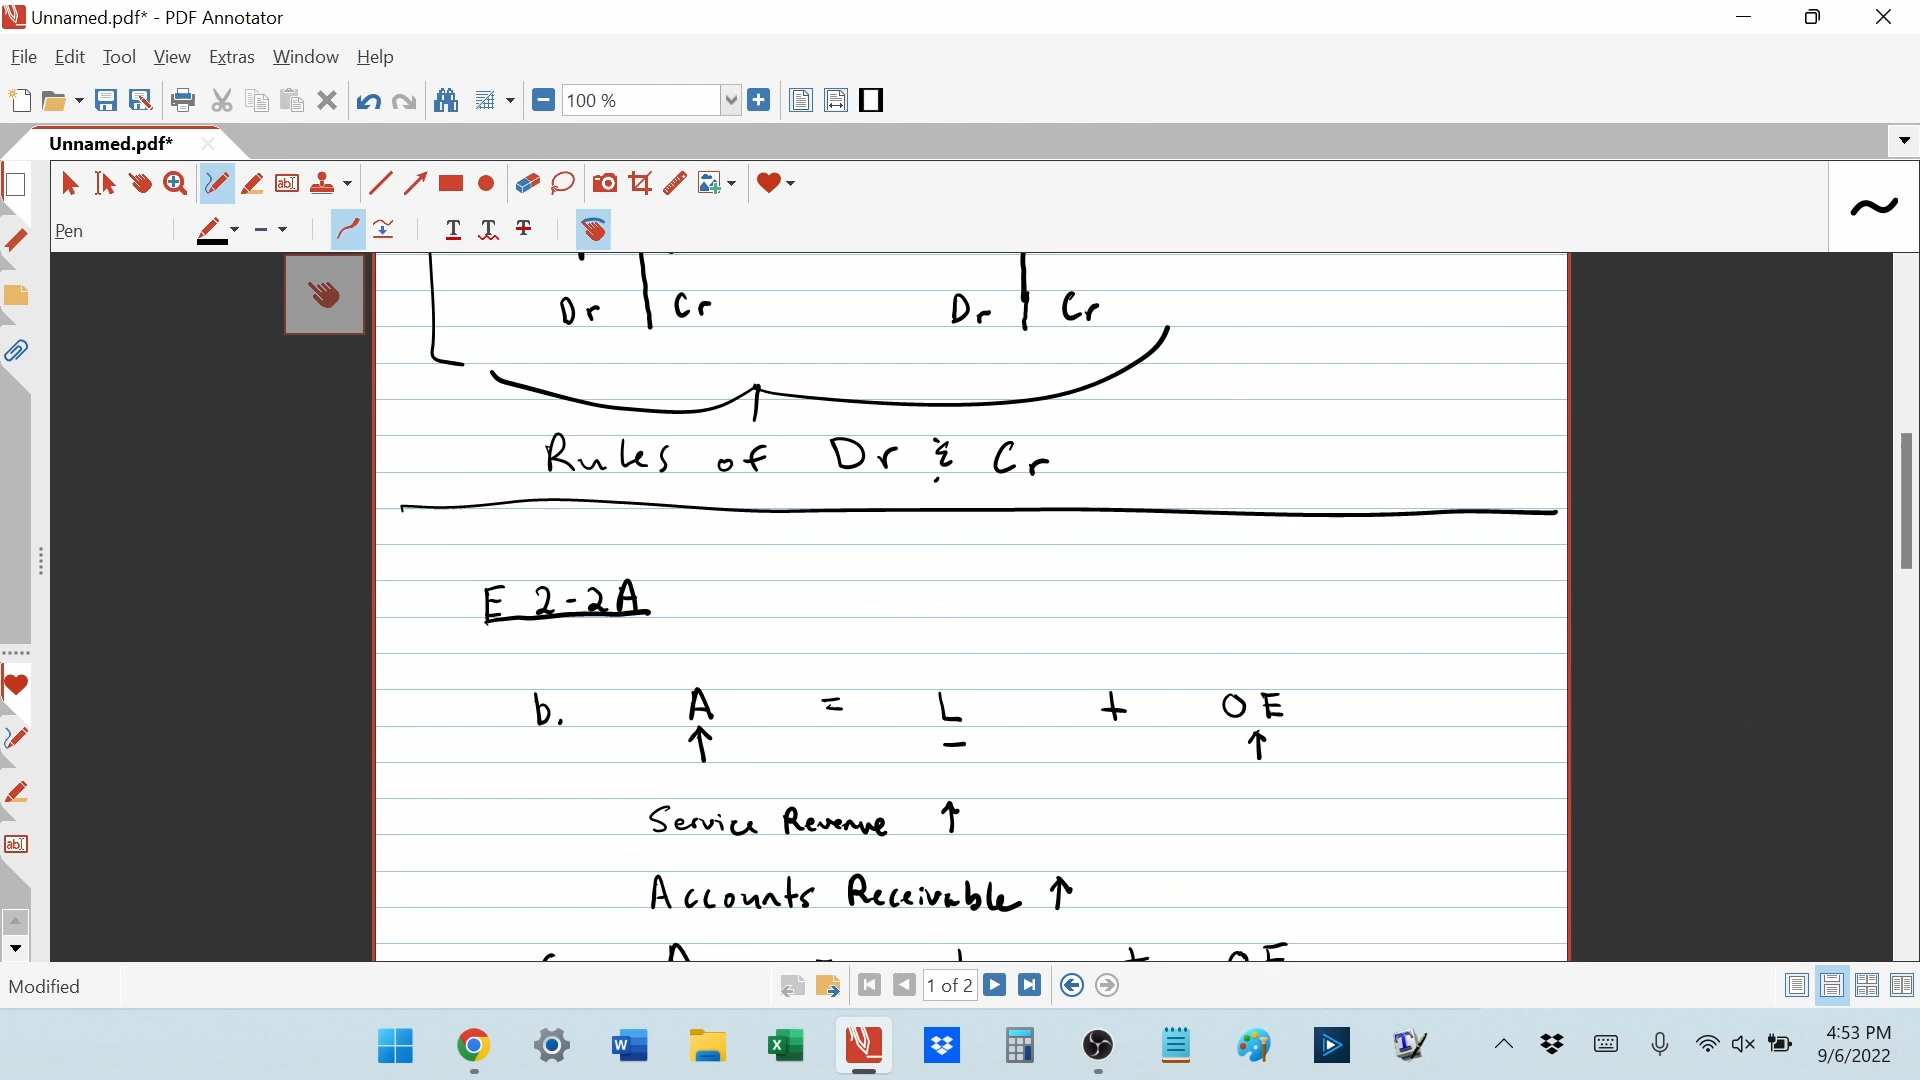 Unnamed.pdf* - PDF Annotator
File Edit Tool View Extras Window Help
100 %
Unnamed.pdf*
Pen
Dr Cr Dr Cr
Rules of Dr & Cr
E 2-2A
b. A = L + OE
↑ – ↑
Service Revenue ↑
Accounts Receivable ↑
Modified
1 of 2
4:53 PM
9/6/2022